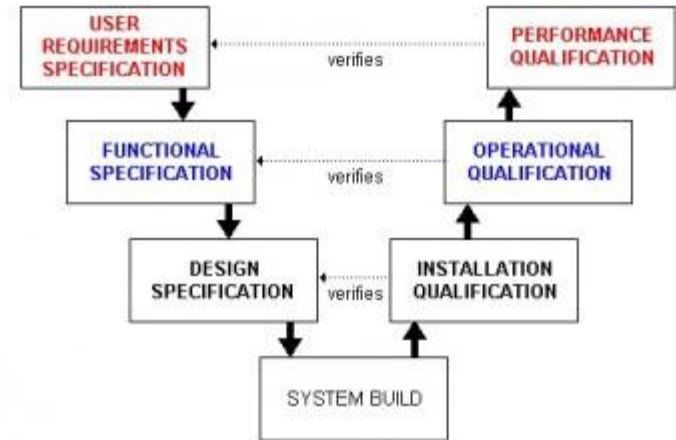 USER
REQUIREMENTS
SPECIFICATION
verifies
PERFORMANCE
QUALIFICATION
FUNCTIONAL
SPECIFICATION
verifies
OPERATIONAL
QUALIFICATION
DESIGN
SPECIFICATION
verifies
INSTALLATION
QUALIFICATION
SYSTEM BUILD